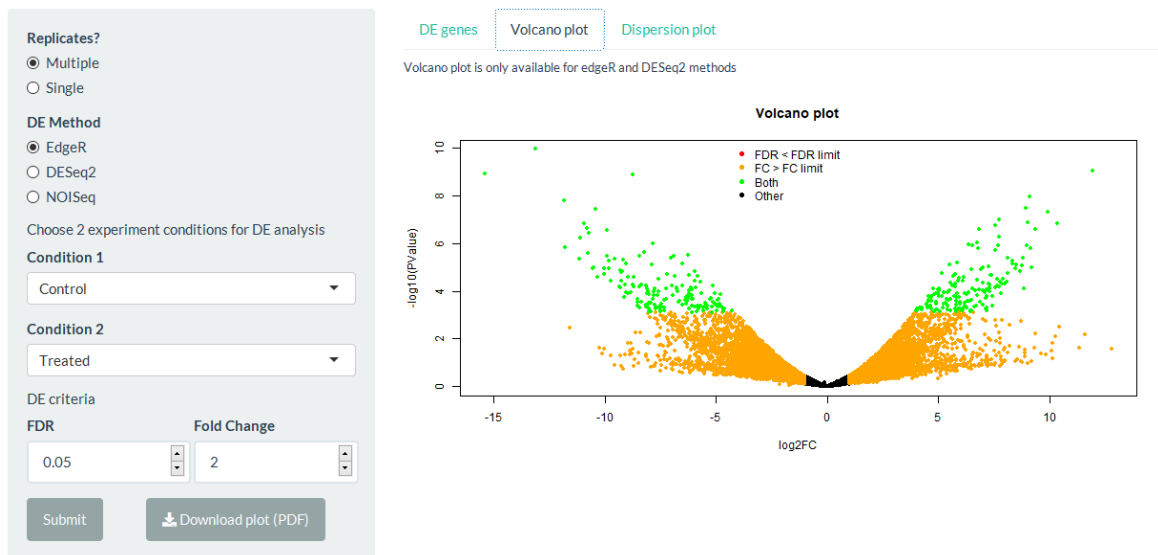 Replicates?
Multiple
Single
DE Method
EdgeR
DESeq2
NOISeq
Choose 2 experiment conditions for DE analysis
Condition 1
Control
Condition 2
Treated
DE criteria
FDR Fold Change
0.05 2
Submit Download plot (PDF)
DE genes Volcano plot Dispersion plot
Volcano plot is only available for edgeR and DESeq2 methods
Volcano plot
FDR < FDR limit
FC > FC limit
Both
Other
-log10(PValue)
10
8
6
4
2
0
-15 -10 -5 0 5 10
log2FC